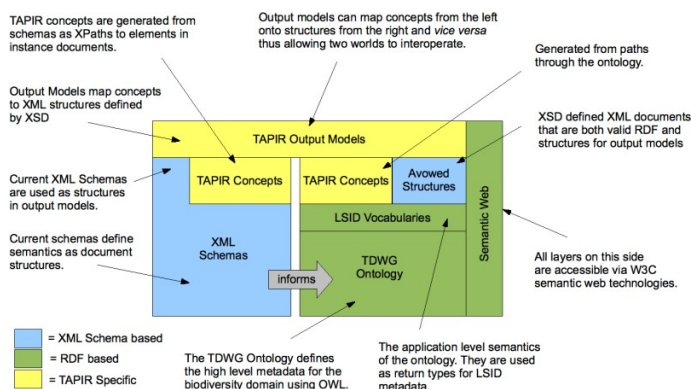 TAPIR concepts are generated from
schemas as XPaths to elements in
instance documents.
Output models can map concepts from the left
onto structures from the right and vice versa
thus allowing two worlds to interoperate.
Generated from paths
through the ontology.
Output Models map concepts
to XML structures defined
by XSD
XSD defined XML documents
that are both valid RDF and
structures for output models
TAPIR Output Models
Current XML Schemas
are used as structures
in output models.
TAPIR Concepts
TAPIR Concepts
Avowed
Structures
LSID Vocabularies
Semantic Web
Current schemas define
semantics as document
structures.
XML
Schemas
informs
TDWG
Ontology
All layers on this side
are accessible via W3C
semantic web technologies.
= XML Schema based
= RDF based
= TAPIR Specific
The TDWG Ontology defines
the high level metadata for the
biodiversity domain using OWL.
The application level semantics
of the ontology. They are used
as return types for LSID
metadata.